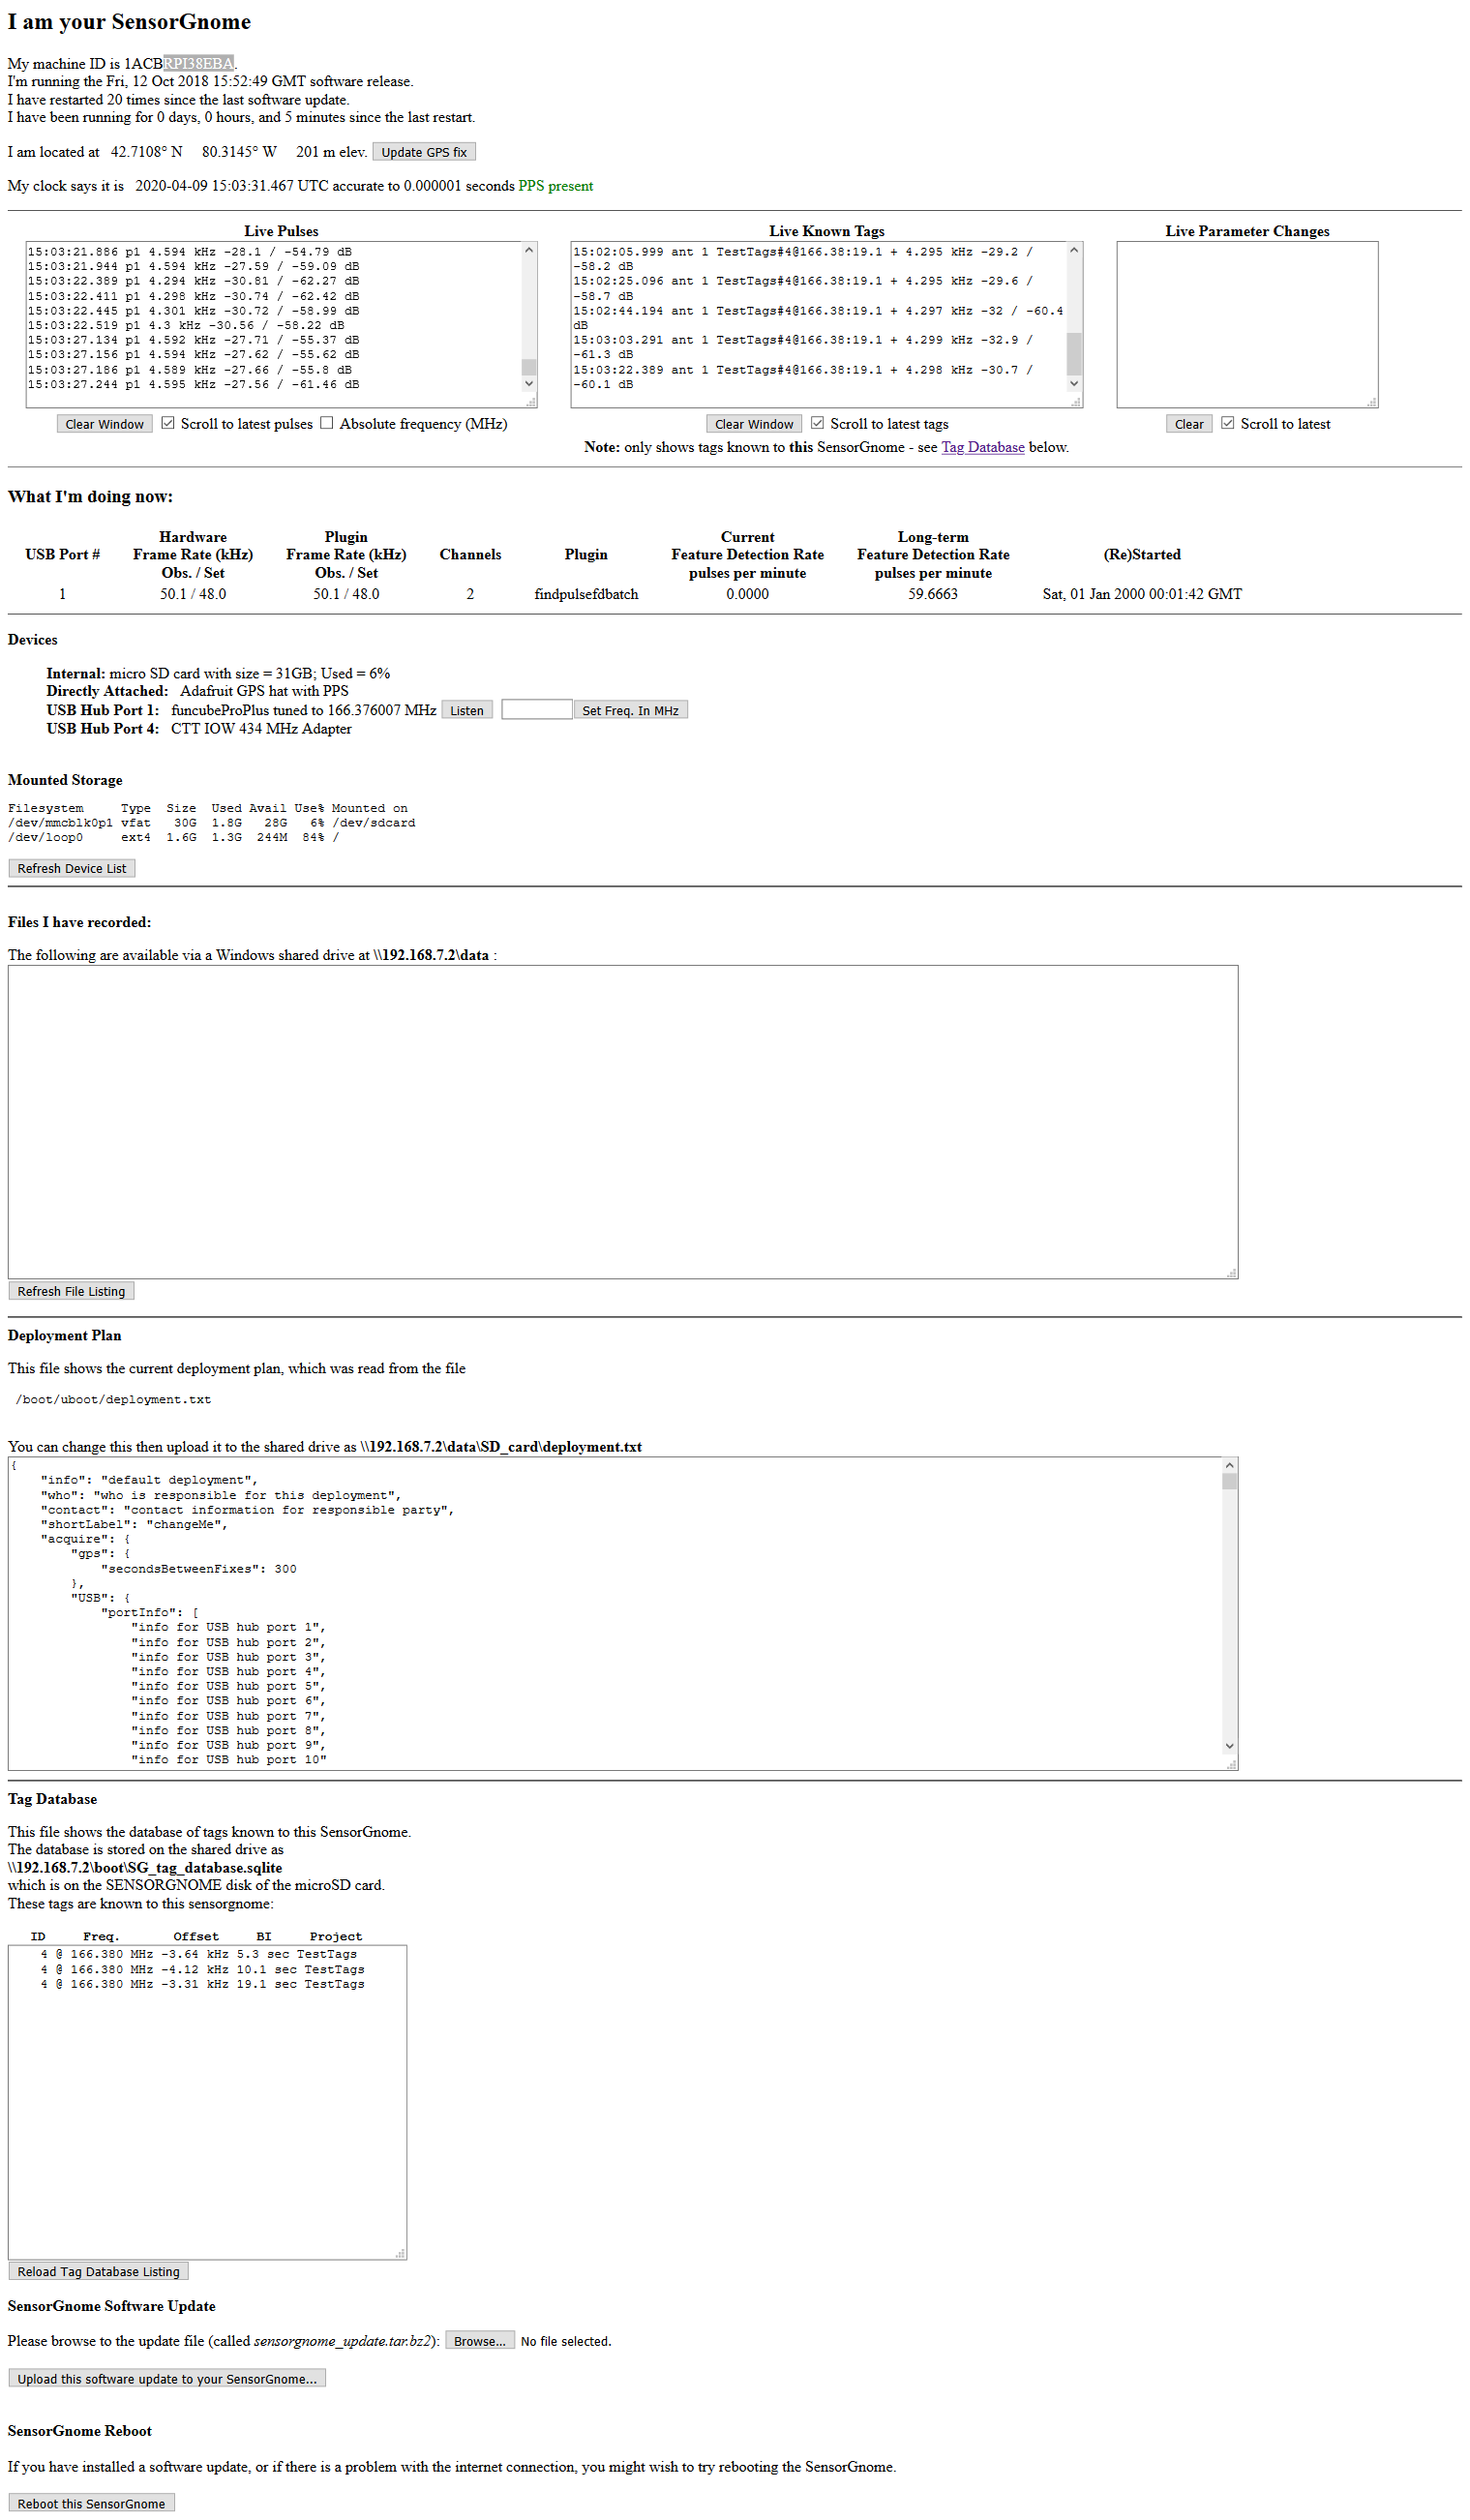 I am your SensorGnome
My machine ID is 1ACBRPI38EBA.
I'm running the Fri, 12 Oct 2018 15:52:49 GMT software release.
I have restarted 20 times since the last software update.
I have been running for 0 days, 0 hours, and 5 minutes since the last restart.
I am located at 42.7108° N 80.3145° W 201 m elev. Update GPS fix
My clock says it is 2020-04-09 15:03:31.467 UTC accurate to 0.000001 seconds PPS present
Live Pulses
15:03:21.886 p1 4.594 kHz -28.1 / -54.79 dB
15:03:21.944 p1 4.594 kHz -27.59 / -59.09 dB
15:03:22.389 p1 4.294 kHz -30.81 / -62.27 dB
15:03:22.411 p1 4.298 kHz -30.74 / -62.42 dB
15:03:22.445 p1 4.301 kHz -30.72 / -58.99 dB
15:03:22.519 p1 4.3 kHz -30.56 / -58.22 dB
15:03:27.134 p1 4.592 kHz -27.71 / -55.37 dB
15:03:27.156 p1 4.594 kHz -27.62 / -55.62 dB
15:03:27.186 p1 4.589 kHz -27.66 / -55.8 dB
15:03:27.244 p1 4.595 kHz -27.56 / -61.46 dB
Clear Window Scroll to latest pulses Absolute frequency (MHz)
Live Known Tags
15:02:05.999 ant 1 TestTags#4@166.38:19.1 + 4.295 kHz -29.2 /
-58.2 dB
15:02:25.096 ant 1 TestTags#4@166.38:19.1 + 4.295 kHz -29.6 /
-58.7 dB
15:02:44.194 ant 1 TestTags#4@166.38:19.1 + 4.297 kHz -32 / -60.4
dB
15:03:03.291 ant 1 TestTags#4@166.38:19.1 + 4.299 kHz -32.9 /
-61.3 dB
15:03:22.389 ant 1 TestTags#4@166.38:19.1 + 4.298 kHz -30.7 /
-60.1 dB
Clear Window Scroll to latest tags
Note: only shows tags known to this SensorGnome - see Tag Database below.
Live Parameter Changes
Clear Scroll to latest
What I'm doing now:
Hardware Plugin Current Long-term
USB Port # Frame Rate (kHz) Frame Rate (kHz) Channels Plugin Feature Detection Rate Feature Detection Rate (Re)Started
Obs. / Set Obs. / Set pulses per minute pulses per minute
1 50.1 / 48.0 50.1 / 48.0 2 findpulsefdbatch 0.0000 59.6663 Sat, 01 Jan 2000 00:01:42 GMT
Devices
Internal: micro SD card with size = 31GB; Used = 6%
Directly Attached: Adafruit GPS hat with PPS
USB Hub Port 1: funcubeProPlus tuned to 166.376007 MHz Listen Set Freq. In MHz
USB Hub Port 4: CTT IOW 434 MHz Adapter
Mounted Storage
Filesystem Type Size Used Avail Use% Mounted on
/dev/mmcblk0p1 vfat 30G 1.8G 28G 6% /dev/sdcard
/dev/loop0 ext4 1.6G 1.3G 244M 84% /
Refresh Device List
Files I have recorded:
The following are available via a Windows shared drive at \\192.168.7.2\data :
Refresh File Listing
Deployment Plan
This file shows the current deployment plan, which was read from the file
/boot/uboot/deployment.txt
You can change this then upload it to the shared drive as \\192.168.7.2\data\SD_card\deployment.txt
{
"info": "default deployment",
"who": "who is responsible for this deployment",
"contact": "contact information for responsible party",
"shortLabel": "changeMe",
"acquire": {
"gps": {
"secondsBetweenFixes": 300
},
"USB": {
"portInfo": [
"info for USB hub port 1",
"info for USB hub port 2",
"info for USB hub port 3",
"info for USB hub port 4",
"info for USB hub port 5",
"info for USB hub port 6",
"info for USB hub port 7",
"info for USB hub port 8",
"info for USB hub port 9",
"info for USB hub port 10"
Tag Database
This file shows the database of tags known to this SensorGnome.
The database is stored on the shared drive as
\\192.168.7.2\boot\SG_tag_database.sqlite
which is on the SENSORGNOME disk of the microSD card.
These tags are known to this sensorgnome:
ID Freq. Offset BI Project
4 @ 166.380 MHz -3.64 kHz 5.3 sec TestTags
4 @ 166.380 MHz -4.12 kHz 10.1 sec TestTags
4 @ 166.380 MHz -3.31 kHz 19.1 sec TestTags
Reload Tag Database Listing
SensorGnome Software Update
Please browse to the update file (called sensorgnome_update.tar.bz2): Browse... No file selected.
Upload this software update to your SensorGnome...
SensorGnome Reboot
If you have installed a software update, or if there is a problem with the internet connection, you might wish to try rebooting the SensorGnome.
Reboot this SensorGnome